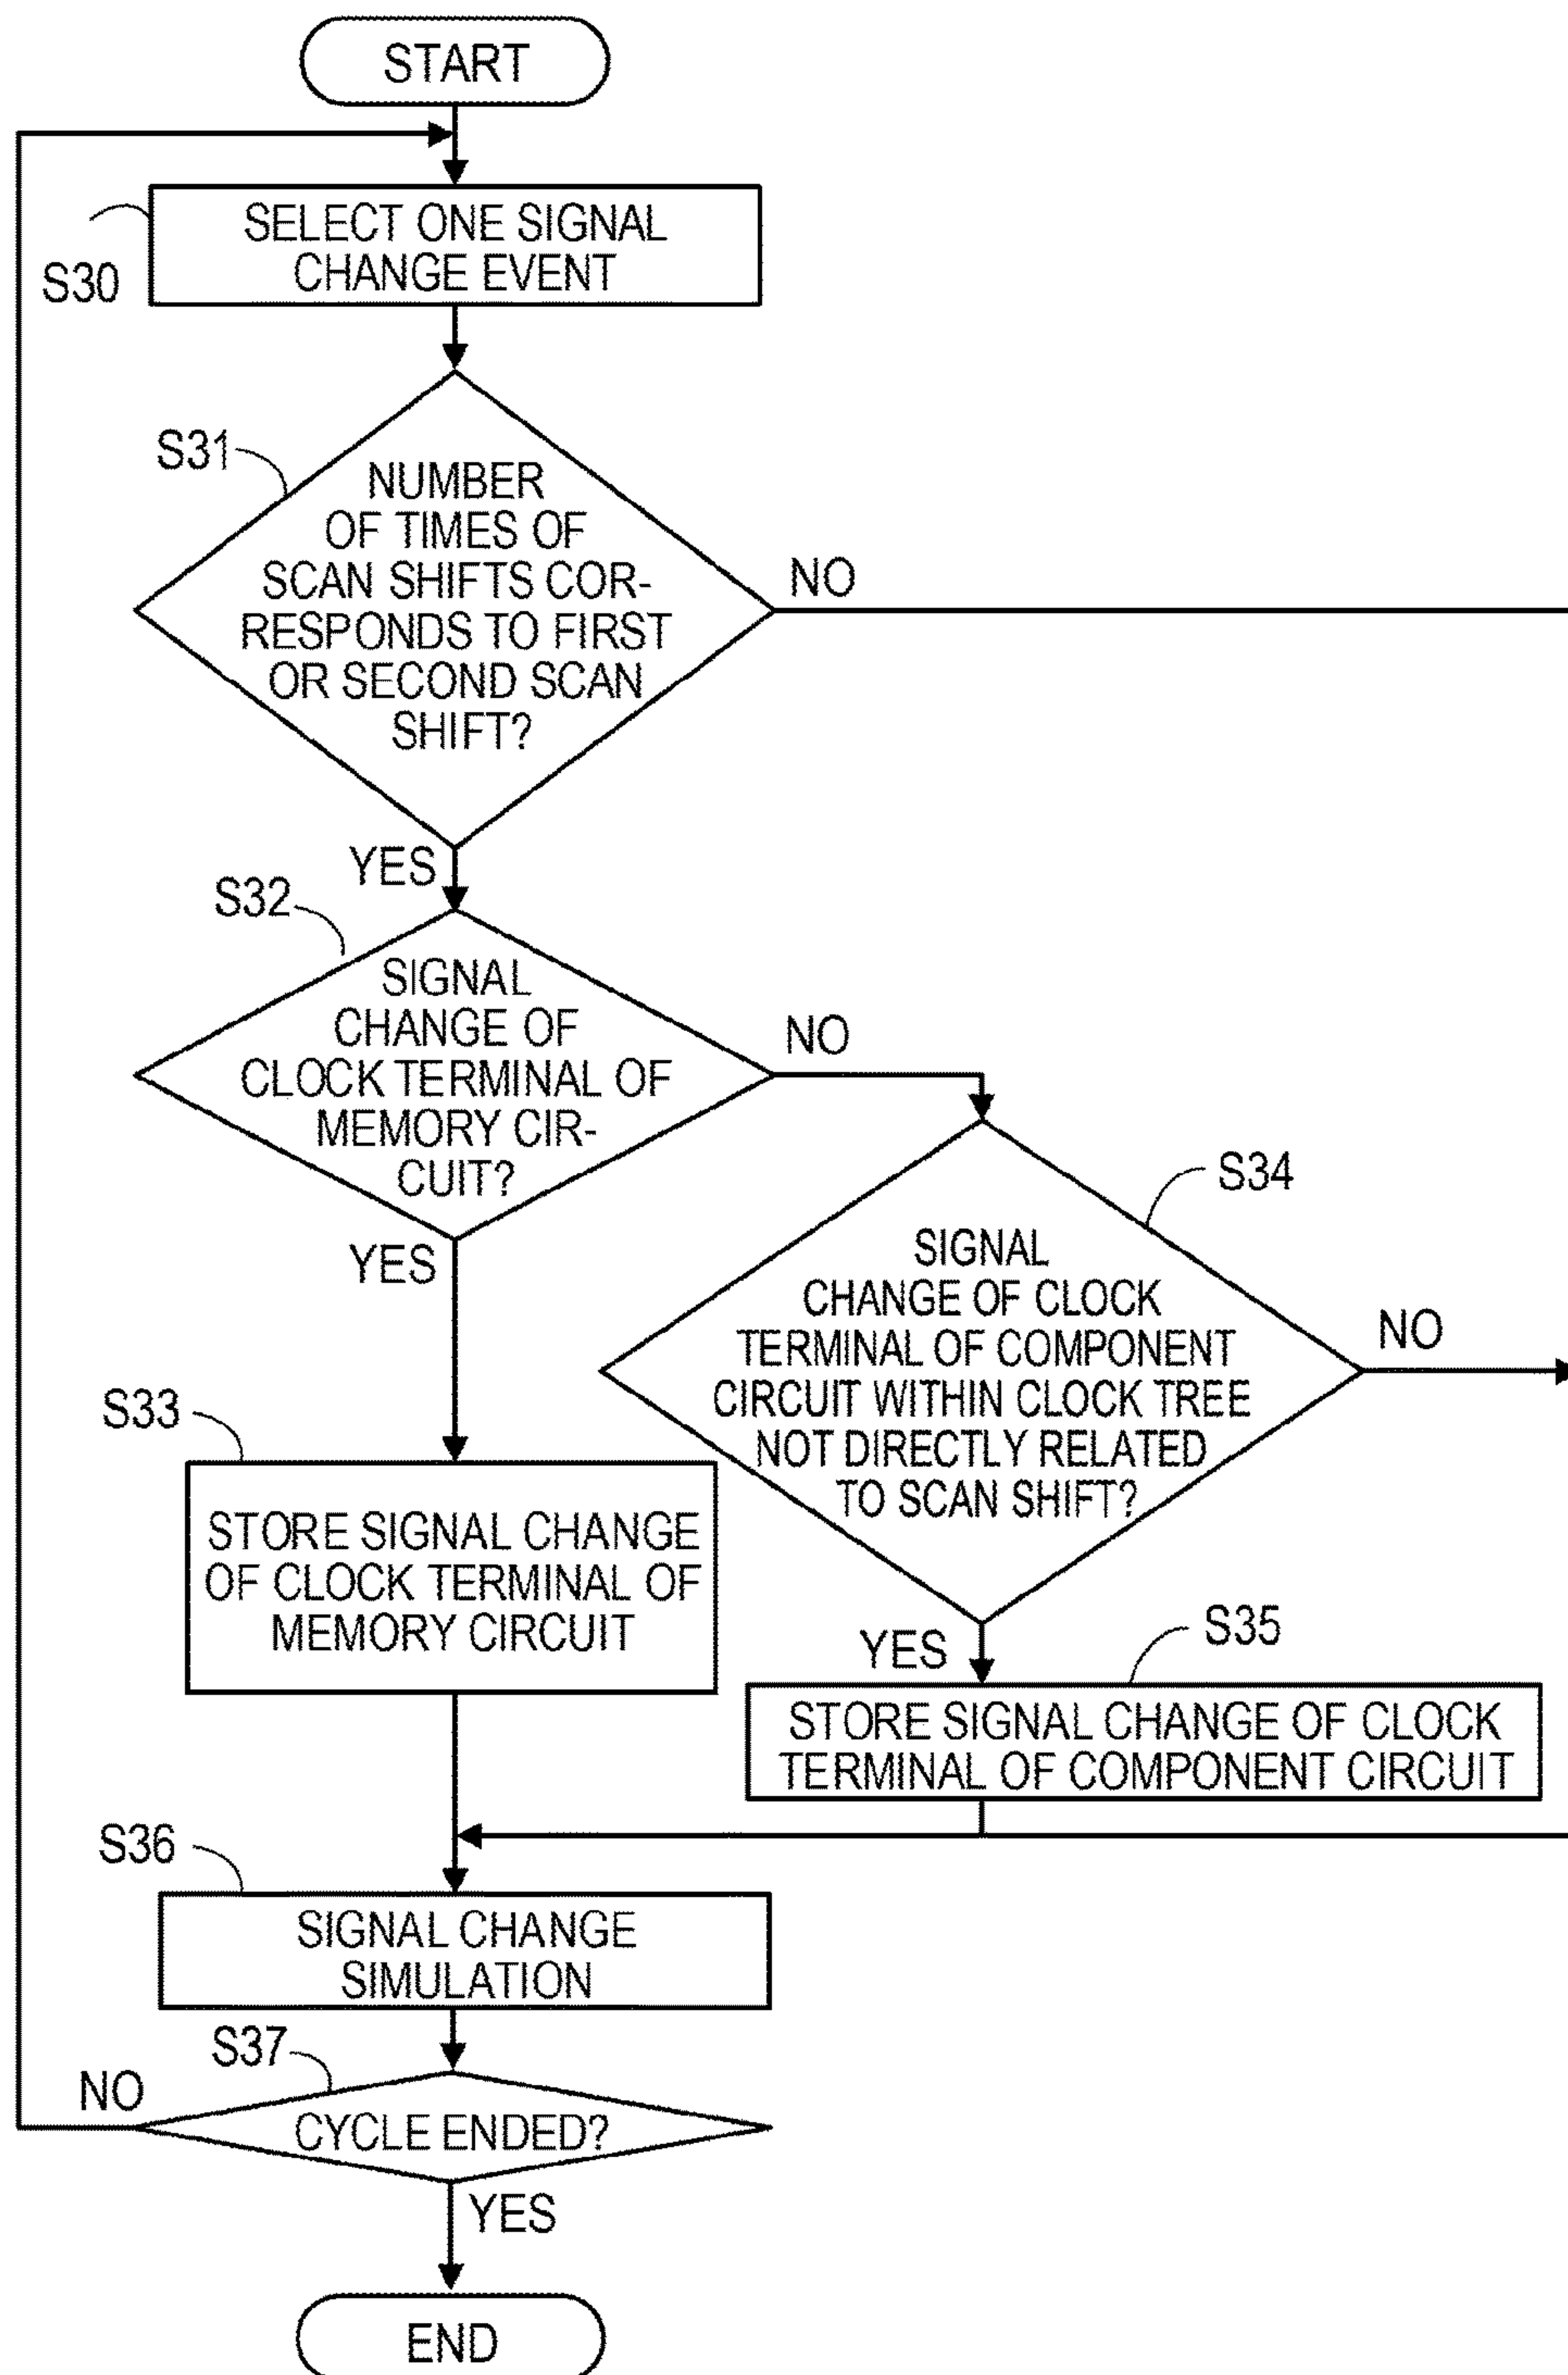 START
S30
SELECT ONE SIGNAL
CHANGE EVENT
S31
NUMBER
OF TIMES OF
SCAN SHIFTS COR-
RESPONDS TO FIRST
OR SECOND SCAN
SHIFT?
NO
YES
S32
SIGNAL
CHANGE OF
CLOCK TERMINAL OF
MEMORY CIR-
CUIT?
NO
YES
S34
SIGNAL
CHANGE OF CLOCK
TERMINAL OF COMPONENT
CIRCUIT WITHIN CLOCK TREE
NOT DIRECTLY RELATED
TO SCAN SHIFT?
NO
YES
S33
STORE SIGNAL CHANGE
OF CLOCK TERMINAL OF
MEMORY CIRCUIT
S35
STORE SIGNAL CHANGE OF CLOCK
TERMINAL OF COMPONENT CIRCUIT
S36
SIGNAL CHANGE
SIMULATION
S37
CYCLE ENDED?
NO
YES
END